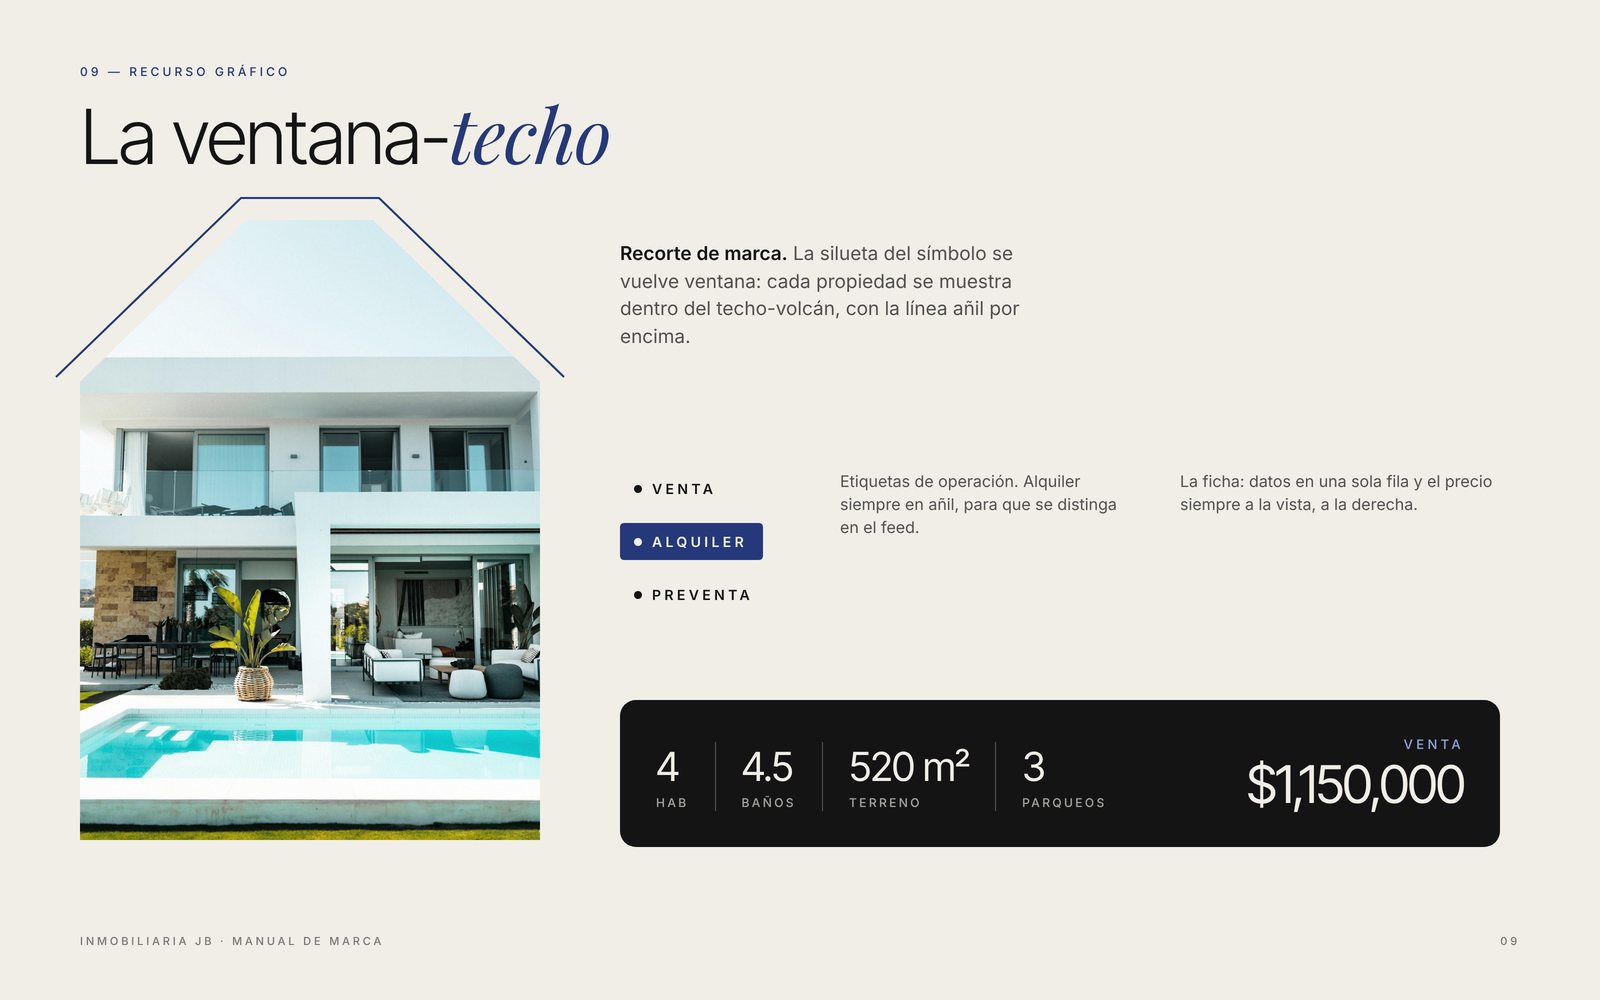 09 — RECURSO GRÁFICO
La ventana-techo
Recorte de marca. La silueta del símbolo se
vuelve ventana: cada propiedad se muestra
dentro del techo-volcán, con la línea añil por
encima.
VENTA
ALQUILER
PREVENTA
Etiquetas de operación. Alquiler
siempre en añil, para que se distinga
en el feed.
La ficha: datos en una sola fila y el precio
siempre a la vista, a la derecha.
4
HAB
4.5
BAÑOS
520 m²
TERRENO
3
PARQUEOS
VENTA
$1,150,000
INMOBILIARIA JB · MANUAL DE MARCA
09